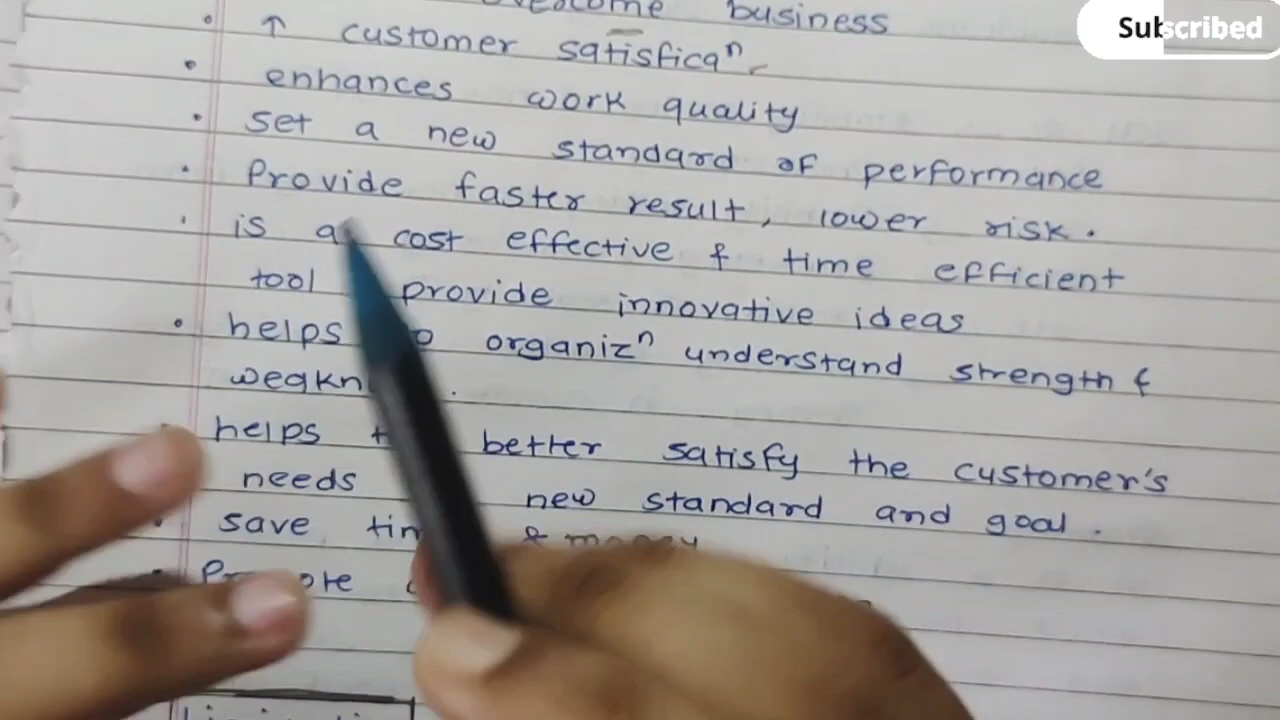 overcome business
Subscribed
• ↑ customer satisficaⁿ
• enhances work quality
• set a new standard of performance
• Provide faster result, lower risk.
• is a cost effective & time efficient
tool provide innovative ideas
• helps organizⁿ understand strength &
• helps better satisfy the customer's
needs new standard and goal.
• save & money